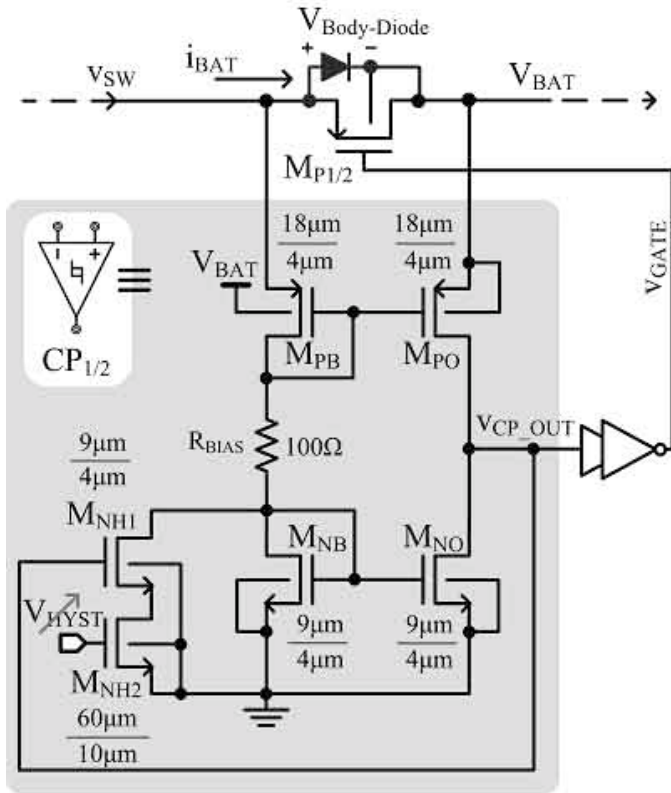 V_Body-Diode
+ −
i_BAT
v_SW
V_BAT
M_P1/2
18μm
4μm
18μm
4μm
V_BAT
− +
CP_1/2
M_PB
M_PO
v_GATE
R_BIAS
100Ω
v_CP_OUT
9μm
4μm
M_NH1
M_NB
M_NO
V_HYST
9μm
4μm
9μm
4μm
M_NH2
60μm
10μm